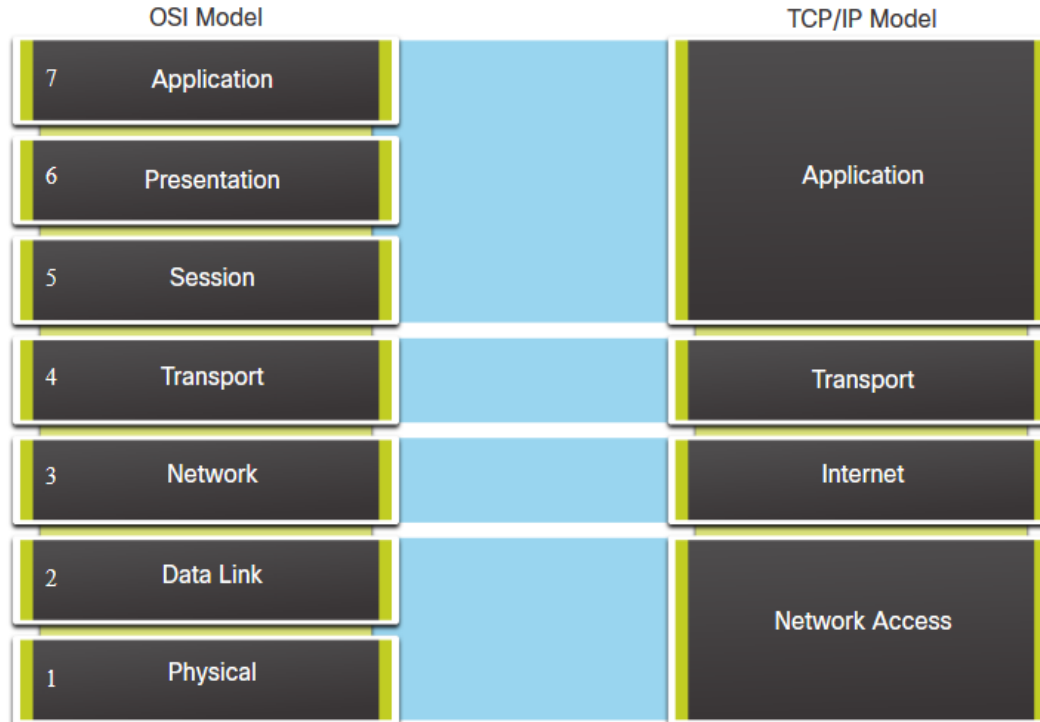 OSI Model
7 Application
6 Presentation
5 Session
4 Transport
3 Network
2 Data Link
1 Physical
TCP/IP Model
Application
Transport
Internet
Network Access